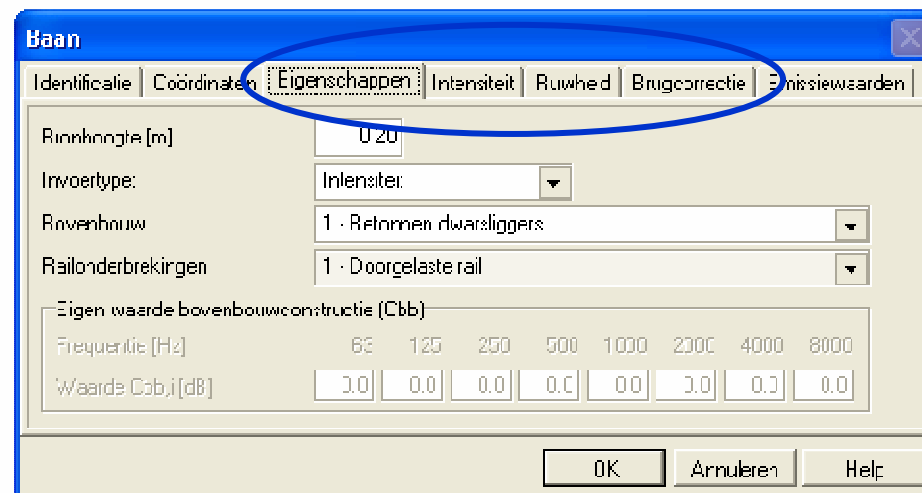 Baan
Identificatie Coördinaten Eigenschappen Intensiteit Ruwheid Brugcorrectie Emissiewaarden
Bronhoogte [m] 0.20
Invoertype: Intensiteit
Bovenbouw 1 - Betonnen dwarsliggers
Railonderbrekingen 1 - Doorgelaste rail
Eigen waarde bovenbouwconstructie (Cbb)
Frequentie [Hz] 63 125 250 500 1000 2000 4000 8000
Waarde Cbb,i [dB] 0.0 0.0 0.0 0.0 0.0 0.0 0.0 0.0
OK Annuleren Help